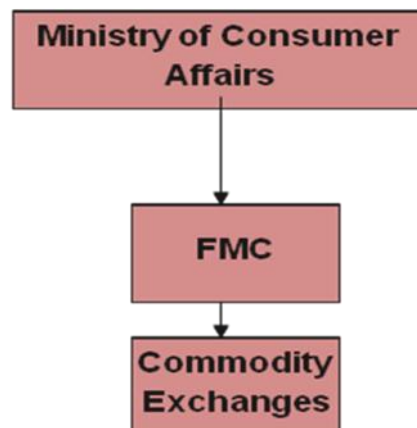 Ministry of Consumer
Affairs
FMC
Commodity
Exchanges